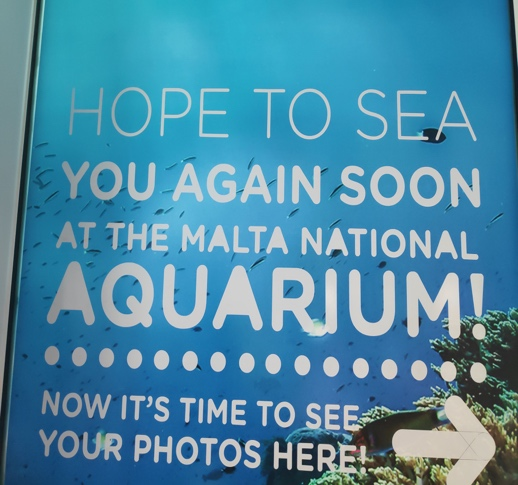 HOPE TO SEA
YOU AGAIN SOON
AT THE MALTA NATIONAL
AQUARIUM!
NOW IT'S TIME TO SEE
YOUR PHOTOS HERE!